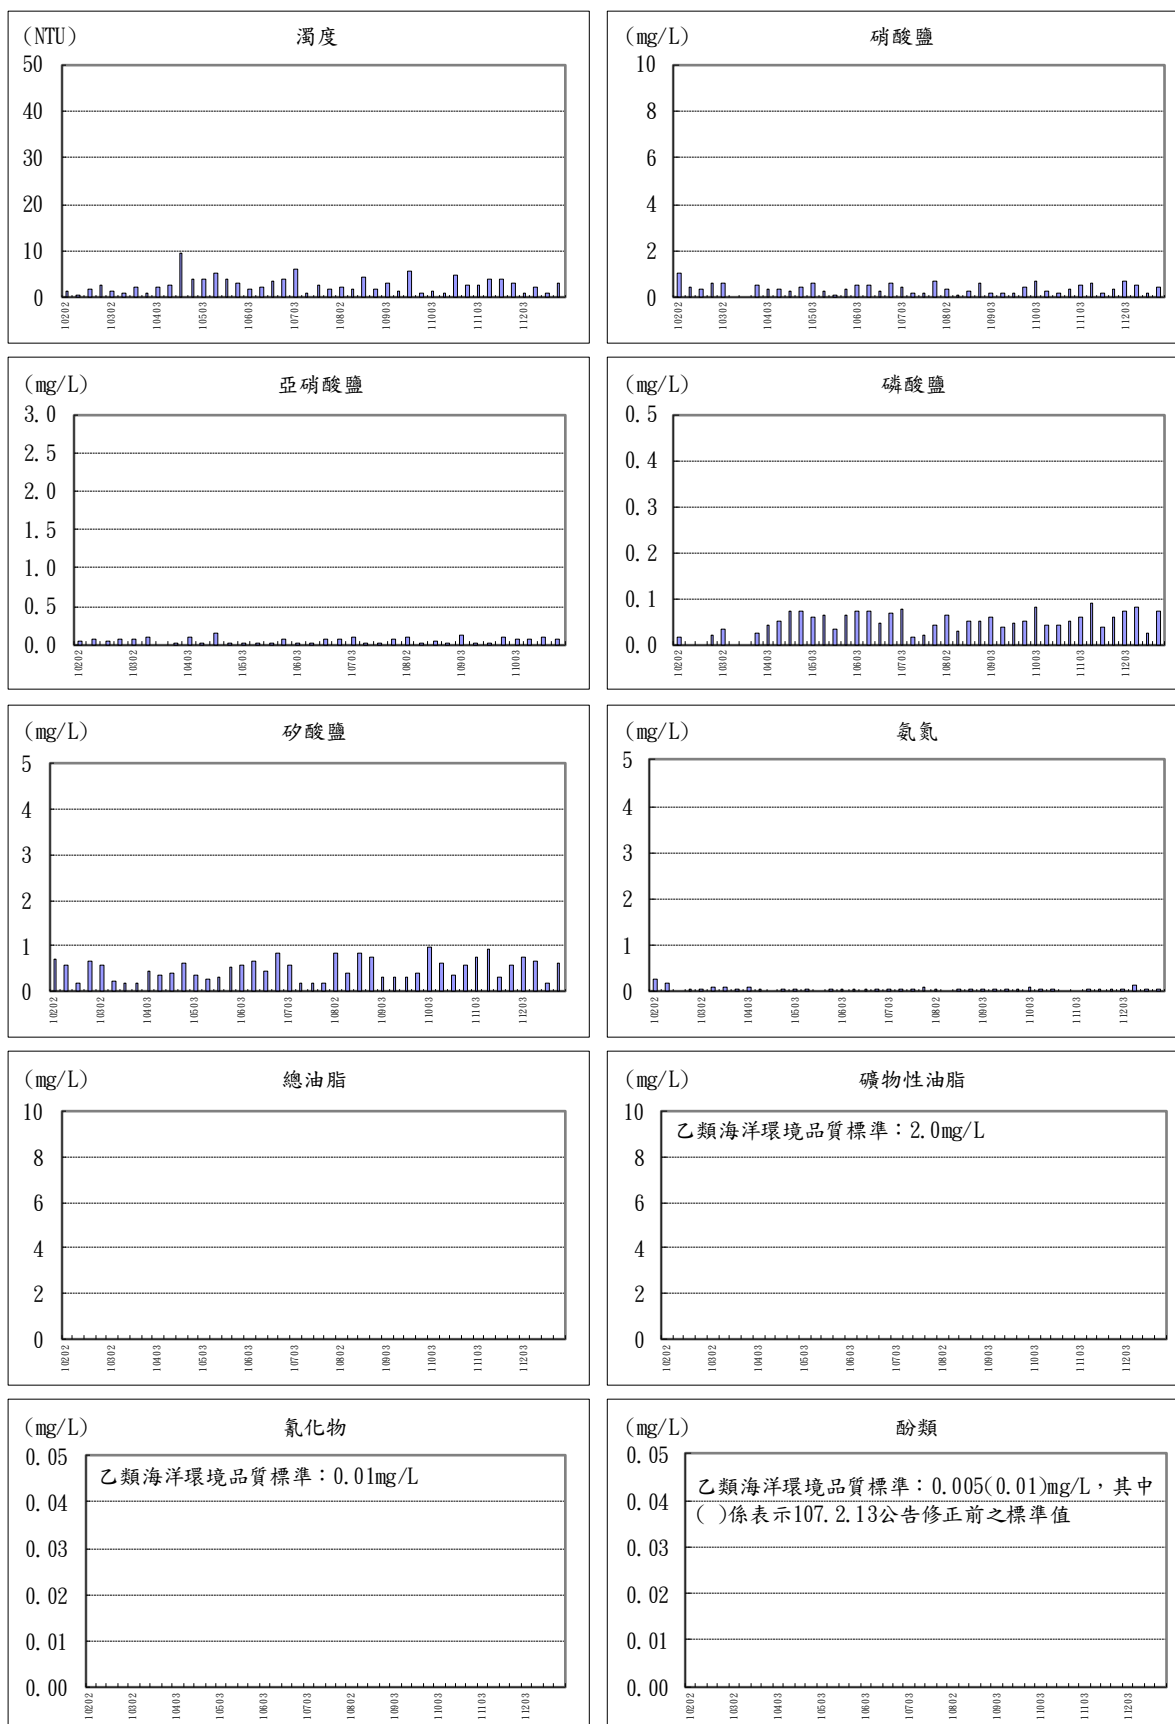 (NTU) 濁度
50
40
30
20
10
0
10202 10302 10403 10503 10603 10703 10802 10903 11003 11103 11203
(mg/L) 硝酸鹽
10
8
6
4
2
0
10202 10302 10403 10503 10603 10703 10802 10903 11003 11103 11203
(mg/L) 亞硝酸鹽
3.0
2.5
2.0
1.5
1.0
0.5
0.0
10202 10302 10403 10503 10603 10703 10802 10903 11003
(mg/L) 磷酸鹽
0.5
0.4
0.3
0.2
0.1
0.0
10202 10302 10403 10503 10603 10703 10802 10903 11003 11103 11203
(mg/L) 矽酸鹽
5
4
3
2
1
0
10202 10302 10403 10503 10603 10703 10802 10903 11003 11103 11203
(mg/L) 氨氮
5
4
3
2
1
0
10202 10302 10403 10503 10603 10703 10802 10903 11003 11103 11203
(mg/L) 總油脂
10
8
6
4
2
0
10202 10302 10403 10503 10603 10703 10802 10903 11003 11103 11203
(mg/L) 礦物性油脂
10
乙類海洋環境品質標準：2.0mg/L
8
6
4
2
0
10202 10302 10403 10503 10603 10703 10802 10903 11003 11103 11203
(mg/L) 氰化物
0.05
乙類海洋環境品質標準：0.01mg/L
0.04
0.03
0.02
0.01
0.00
10202 10302 10403 10503 10603 10703 10802 10903 11003 11103 11203
(mg/L) 酚類
0.05
乙類海洋環境品質標準：0.005(0.01)mg/L，其中
( )係表示107.2.13公告修正前之標準值
0.04
0.03
0.02
0.01
0.00
10202 10302 10403 10503 10603 10703 10802 10903 11003 11103 11203